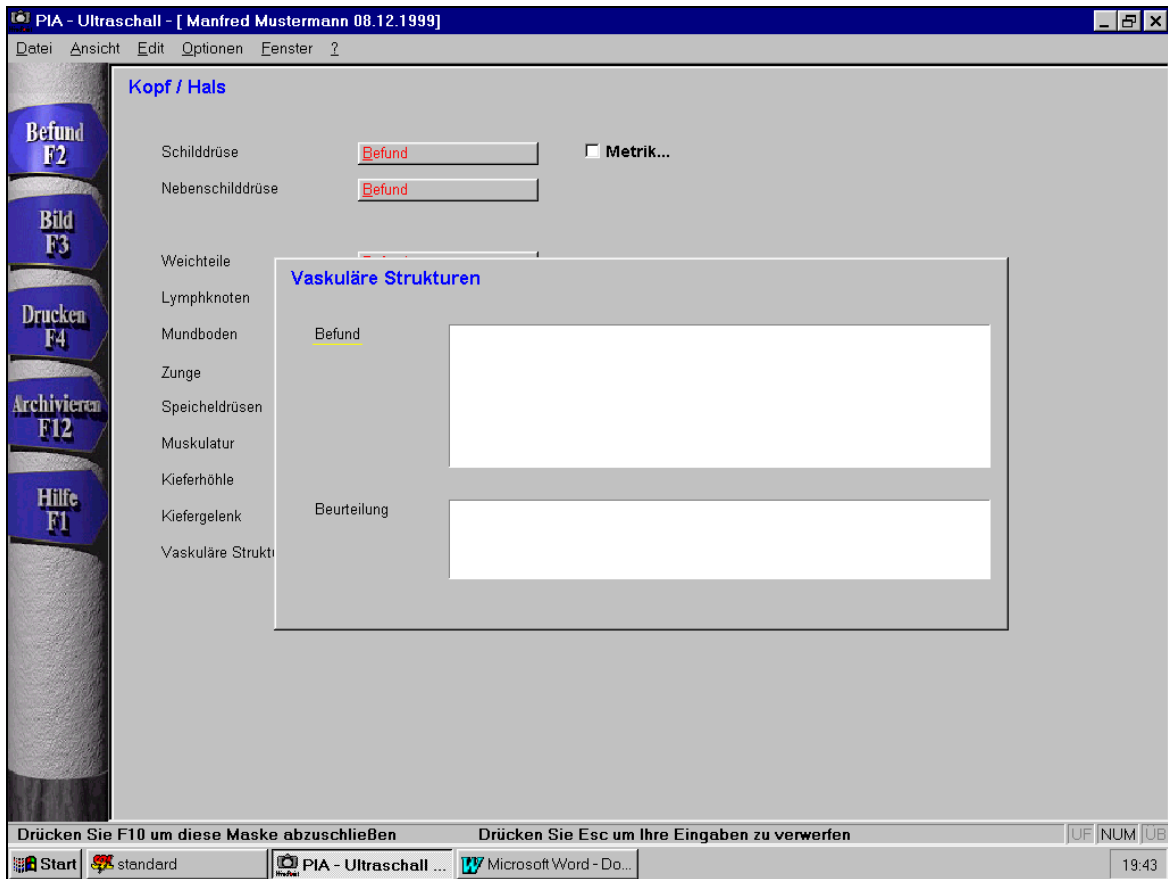 PIA - Ultraschall - [ Manfred Mustermann 08.12.1999]
Datei Ansicht Edit Optionen Fenster ?
Kopf / Hals
Befund
F2
Bild
F3
Drucken
F4
Archivieren
F12
Hilfe
F1
Schilddrüse Befund Metrik...
Nebenschilddrüse Befund
Weichteile
Lymphknoten
Mundboden
Zunge
Speicheldrüsen
Muskulatur
Kieferhöhle
Kiefergelenk
Vaskuläre Struktu
Vaskuläre Strukturen
Befund
Beurteilung
Drücken Sie F10 um diese Maske abzuschließen Drücken Sie Esc um Ihre Eingaben zu verwerfen UF NUM ÜB
Start standard PIA - Ultraschall ... Microsoft Word - Do... 19:43